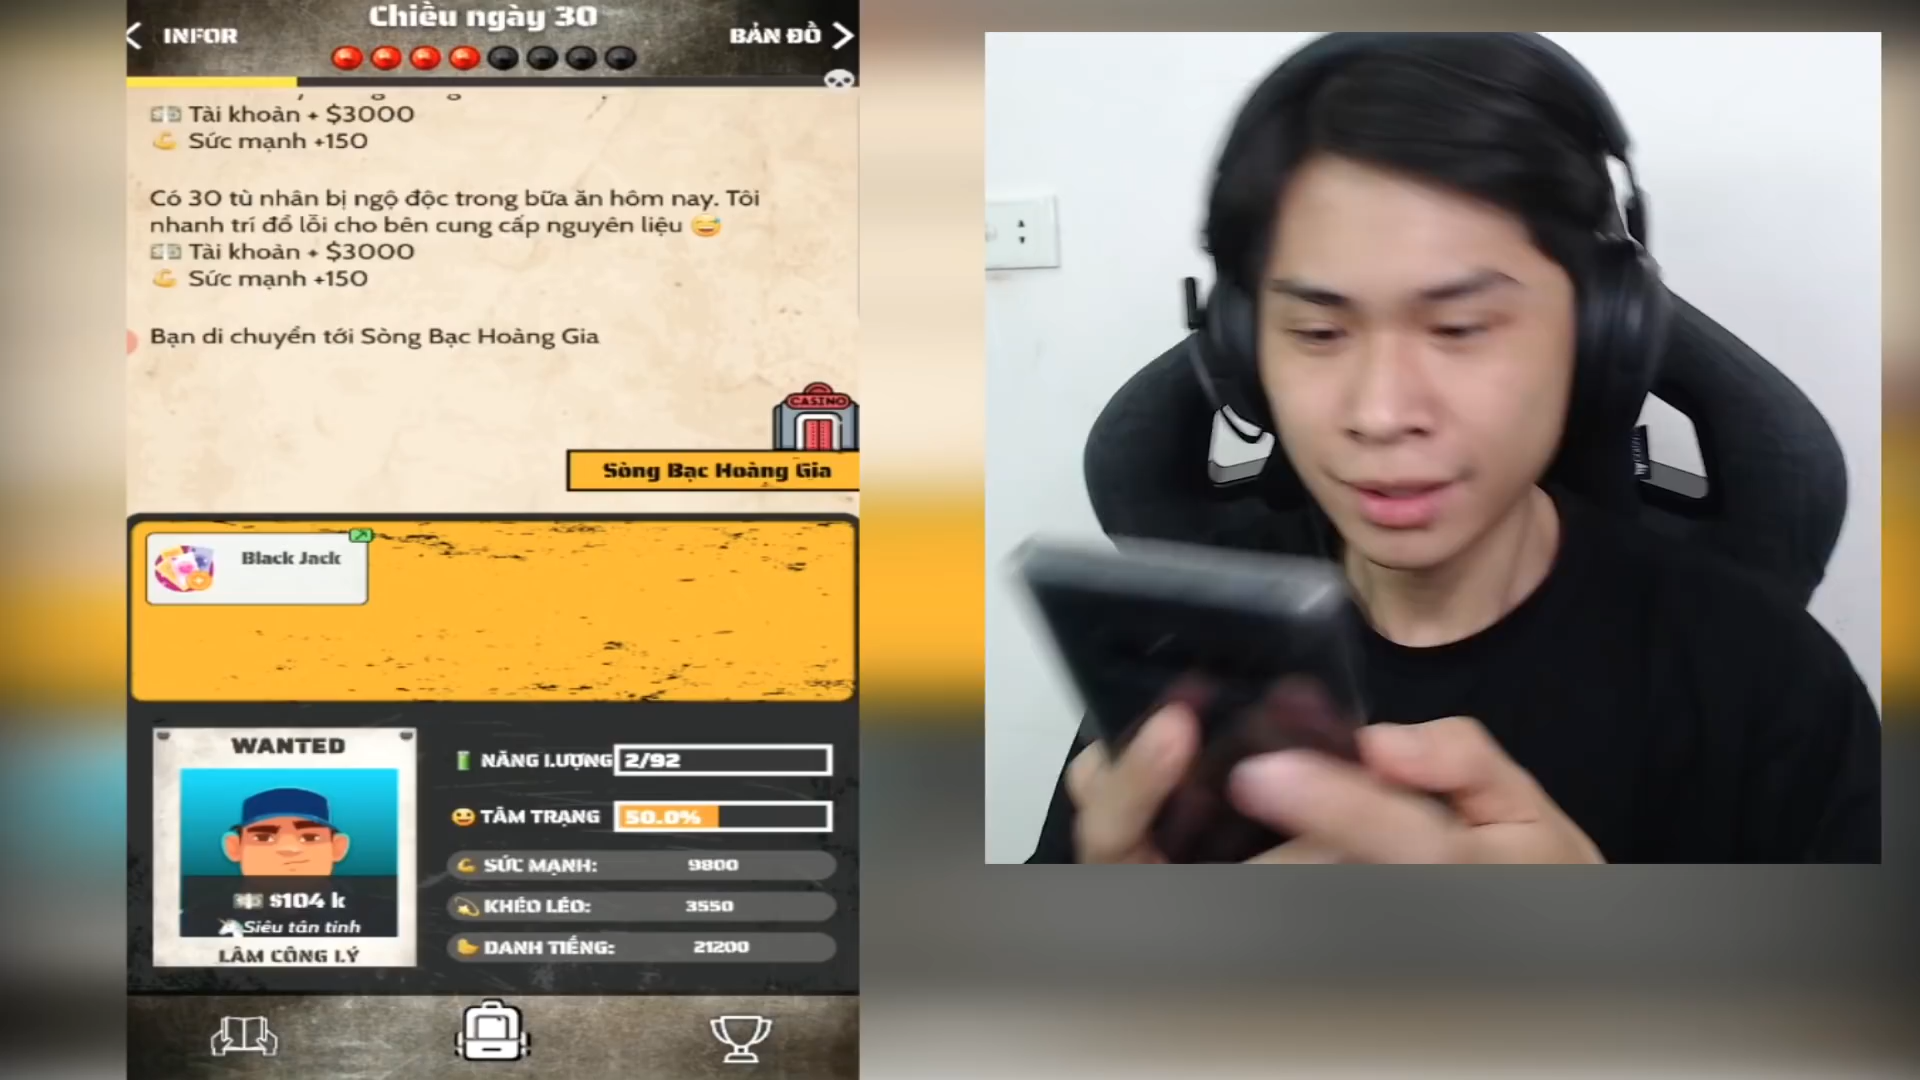 Chiều ngày 30
INFOR
BẢN ĐỒ
Tài khoản + $3000
Sức mạnh +150
Có 30 tù nhân bị ngộ độc trong bữa ăn hôm nay. Tôi
nhanh trí đổ lỗi cho bên cung cấp nguyên liệu
Tài khoản + $3000
Sức mạnh +150
Bạn di chuyển tới Sòng Bạc Hoàng Gia
CASINO
Sòng Bạc Hoàng Gia
Black Jack
WANTED
$104 k
Siêu tân tinh
LÂM CÔNG LÝ
NĂNG LƯỢNG 2/92
TÂM TRẠNG 50.0%
SỨC MẠNH: 9800
KHÉO LÉO: 3550
DANH TIẾNG: 21200